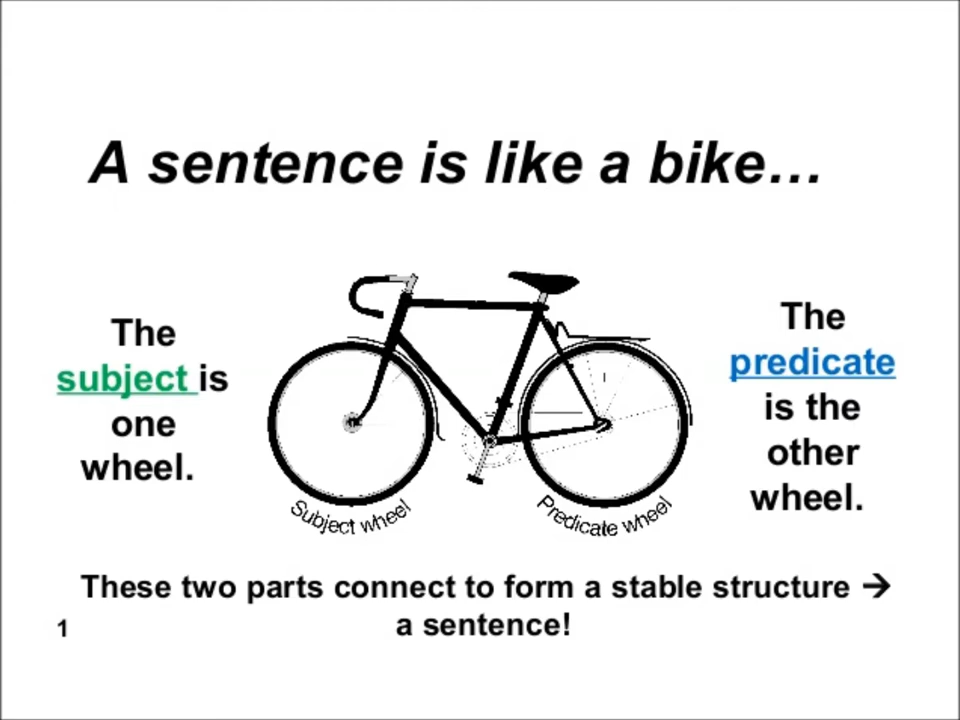 A sentence is like a bike…
The
subject is
one
wheel.
The
predicate
is the
other
wheel.
Subject wheel
Predicate wheel
These two parts connect to form a stable structure →
a sentence!
1